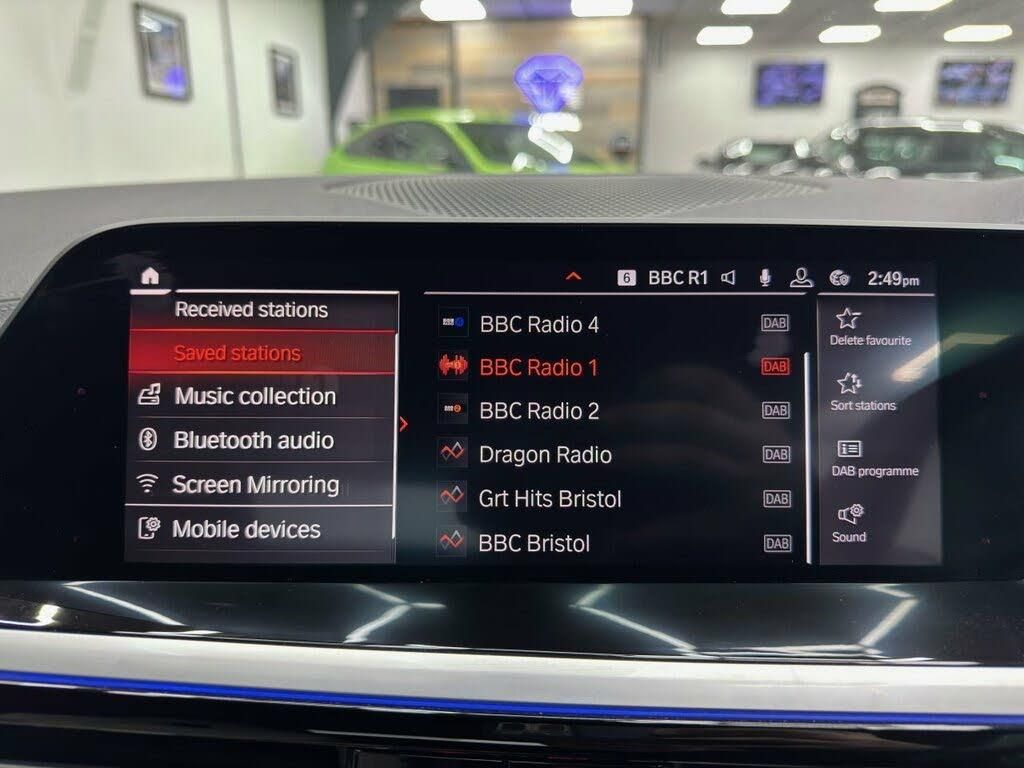 6 BBC R1 2:49pm
Received stations
Saved stations
Music collection
Bluetooth audio
Screen Mirroring
Mobile devices
BBC Radio 4 DAB
BBC Radio 1 DAB
BBC Radio 2 DAB
Dragon Radio DAB
Grt Hits Bristol DAB
BBC Bristol DAB
Delete favourite
Sort stations
DAB programme
Sound